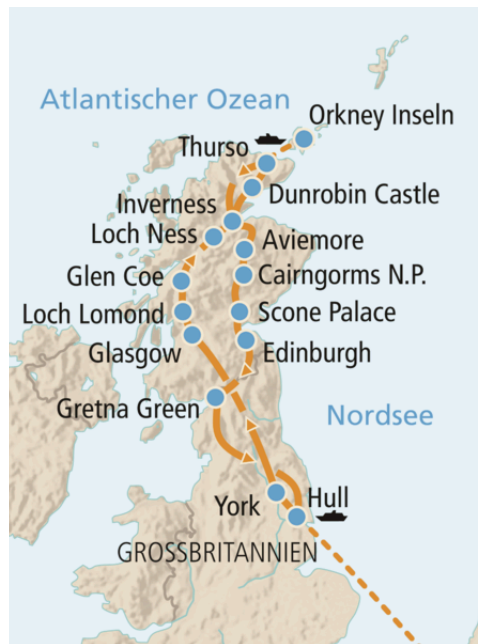 Atlantischer Ozean
Orkney Inseln
Thurso
Dunrobin Castle
Inverness
Loch Ness
Aviemore
Glen Coe
Cairngorms N.P.
Loch Lomond
Scone Palace
Glasgow
Edinburgh
Gretna Green
Nordsee
York
Hull
GROSSBRITANNIEN